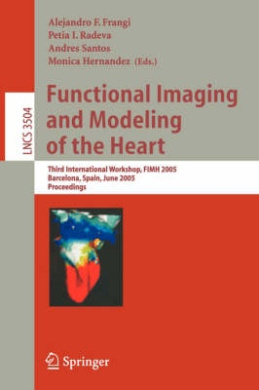 Alejandro F. Frangi
Petia I. Radeva
Andres Santos
Monica Hernandez (Eds.)
LNCS 3504
Functional Imaging
and Modeling
of the Heart
Third International Workshop, FIMH 2005
Barcelona, Spain, June 2005
Proceedings
Springer